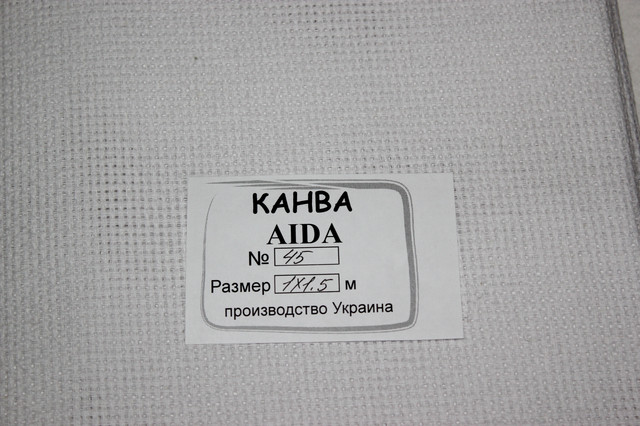 КАНВА
AIDA
№ 45
Размер 1X1.5 м
производство Украина